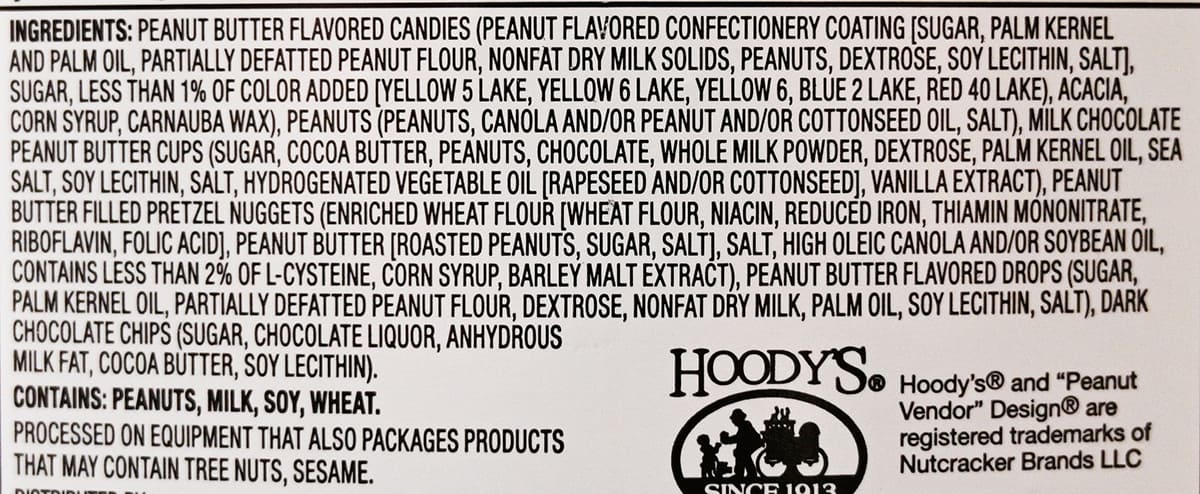 INGREDIENTS: PEANUT BUTTER FLAVORED CANDIES (PEANUT FLAVORED CONFECTIONERY COATING [SUGAR, PALM KERNEL
AND PALM OIL, PARTIALLY DEFATTED PEANUT FLOUR, NONFAT DRY MILK SOLIDS, PEANUTS, DEXTROSE, SOY LECITHIN, SALT],
SUGAR, LESS THAN 1% OF COLOR ADDED [YELLOW 5 LAKE, YELLOW 6 LAKE, YELLOW 6, BLUE 2 LAKE, RED 40 LAKE), ACACIA,
CORN SYRUP, CARNAUBA WAX), PEANUTS (PEANUTS, CANOLA AND/OR PEANUT AND/OR COTTONSEED OIL, SALT), MILK CHOCOLATE
PEANUT BUTTER CUPS (SUGAR, COCOA BUTTER, PEANUTS, CHOCOLATE, WHOLE MILK POWDER, DEXTROSE, PALM KERNEL OIL, SEA
SALT, SOY LECITHIN, SALT, HYDROGENATED VEGETABLE OIL [RAPESEED AND/OR COTTONSEED], VANILLA EXTRACT), PEANUT
BUTTER FILLED PRETZEL NUGGETS (ENRICHED WHEAT FLOUR [WHEAT FLOUR, NIACIN, REDUCED IRON, THIAMIN MONONITRATE,
RIBOFLAVIN, FOLIC ACID], PEANUT BUTTER [ROASTED PEANUTS, SUGAR, SALT], SALT, HIGH OLEIC CANOLA AND/OR SOYBEAN OIL,
CONTAINS LESS THAN 2% OF L-CYSTEINE, CORN SYRUP, BARLEY MALT EXTRACT), PEANUT BUTTER FLAVORED DROPS (SUGAR,
PALM KERNEL OIL, PARTIALLY DEFATTED PEANUT FLOUR, DEXTROSE, NONFAT DRY MILK, PALM OIL, SOY LECITHIN, SALT), DARK
CHOCOLATE CHIPS (SUGAR, CHOCOLATE LIQUOR, ANHYDROUS
MILK FAT, COCOA BUTTER, SOY LECITHIN).
CONTAINS: PEANUTS, MILK, SOY, WHEAT.
PROCESSED ON EQUIPMENT THAT ALSO PACKAGES PRODUCTS
THAT MAY CONTAIN TREE NUTS, SESAME.
HOODY'S®
SINCE 1913
Hoody's® and "Peanut
Vendor" Design® are
registered trademarks of
Nutcracker Brands LLC